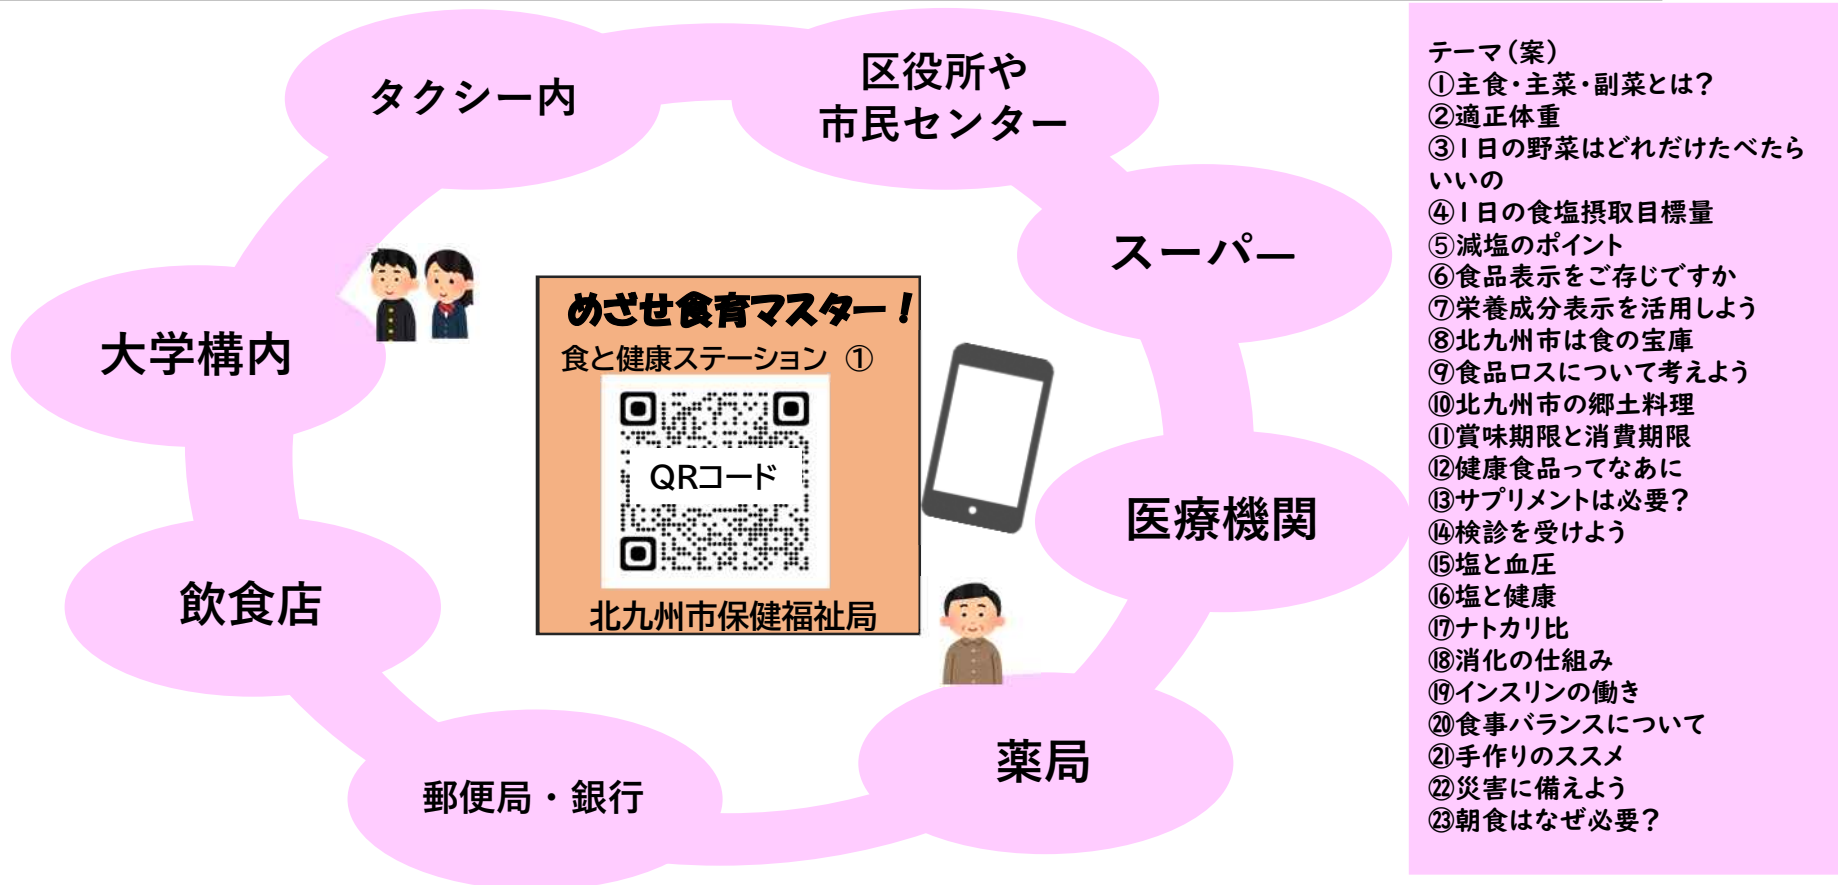 タクシー内
区役所や
市民センター
スーパー
大学構内
めざせ食育マスター！
食と健康ステーション ①
QRコード
北九州市保健福祉局
医療機関
飲食店
薬局
郵便局・銀行
テーマ（案）
①主食・主菜・副菜とは？
②適正体重
③1日の野菜はどれだけたべたら
いいの
④1日の食塩摂取目標量
⑤減塩のポイント
⑥食品表示をご存じですか
⑦栄養成分表示を活用しよう
⑧北九州市は食の宝庫
⑨食品ロスについて考えよう
⑩北九州市の郷土料理
⑪賞味期限と消費期限
⑫健康食品ってなあに
⑬サプリメントは必要？
⑭検診を受けよう
⑮塩と血圧
⑯塩と健康
⑰ナトカリ比
⑱消化の仕組み
⑲インスリンの働き
⑳食事バランスについて
㉑手作りのススメ
㉒災害に備えよう
㉓朝食はなぜ必要？